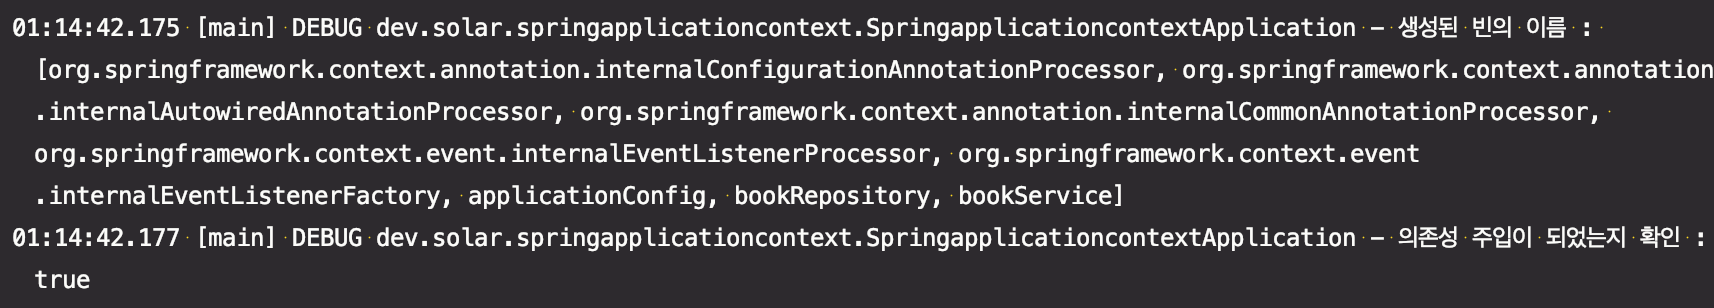 01:14:42.175 [main] DEBUG dev.solar.springapplicationcontext.SpringapplicationcontextApplication - 생성된 빈의 이름 :
[org.springframework.context.annotation.internalConfigurationAnnotationProcessor, org.springframework.context.annotation
.internalAutowiredAnnotationProcessor, org.springframework.context.annotation.internalCommonAnnotationProcessor,
org.springframework.context.event.internalEventListenerProcessor, org.springframework.context.event
.internalEventListenerFactory, applicationConfig, bookRepository, bookService]
01:14:42.177 [main] DEBUG dev.solar.springapplicationcontext.SpringapplicationcontextApplication - 의존성 주입이 되었는지 확인 :
true